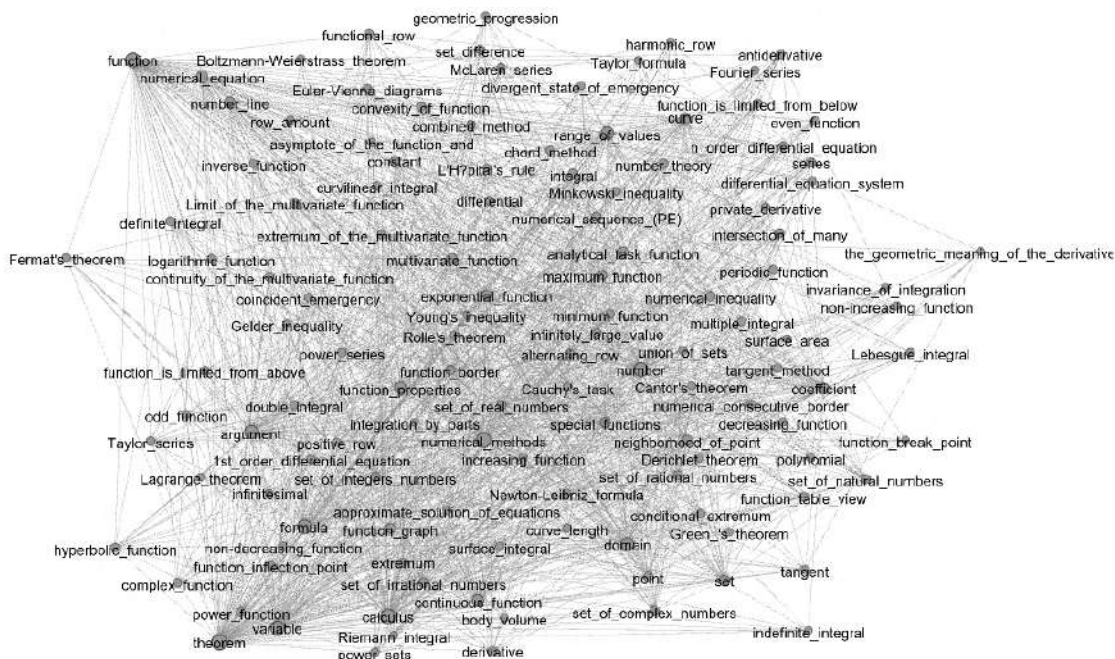 geometric_progression
functional_row
harmonic_row
set_difference
antiderivative
function
Boltzmann-Weierstrass_theorem
Taylor_formula
McLaren_series
Fourier_series
numerical_equation
Euler-Vienna_diagrams
divergent_state_of_emergency
number_line
convexity_of_function
function_is_limited_from_below
row_amount
combined_method
curve
even_function
range_of_values
asymptote_of_the_function_and
n_order_differential_equation
chord_method
inverse_function
constant
number_theory
series
L'H?pital's_rule
integral
curvilinear_integral
Minkowski_inequality
differential_equation_system
Limit_of_the_multivariate_function
differential
private_derivative
definite_integral
numerical_sequence_(PE)
extremum_of_the_multivariate_function
intersection_of_many
Fermat's_theorem
logarithmic_function
multivariate_function
analytical_task_function
the_geometric_meaning_of_the_derivative
continuity_of_the_multivariate_function
maximum_function
periodic_function
invariance_of_integration
coincident_emergency
exponential_function
numerical_inequality
non-increasing_function
Gelder_inequality
Young's_inequality
minimum_function
multiple_integral
Rolle's_theorem
infinitely_large_value
surface_area
power_series
alternating_row
union_of_sets
Lebesgue_integral
function_is_limited_from_above
function_border
number
tangent_method
function_properties
Cauchy's_task
Cantor's_theorem
coefficient
double_integral
set_of_real_numbers
numerical_consecutive_border
odd_function
integration_by_parts
special_functions
decreasing_function
Taylor_series
argument
positive_row
numerical_methods
neighborhood_of_point
function_break_point
1st_order_differential_equation
increasing_function
Derichlet_theorem
polynomial
Lagrange_theorem
set_of_integers_numbers
set_of_rational_numbers
set_of_natural_numbers
infinitesimal
Newton-Leibniz_formula
function_table_view
approximate_solution_of_equations
conditional_extremum
formula
function_graph
curve_length
Green_'s_theorem
hyperbolic_function
non-decreasing_function
surface_integral
domain
function_inflection_point
extremum
complex_function
set_of_irrational_numbers
point
set
tangent
power_function
continuous_function
set_of_complex_numbers
calculus
body_volume
theorem
variable
Riemann_integral
indefinite_integral
power_sets
derivative